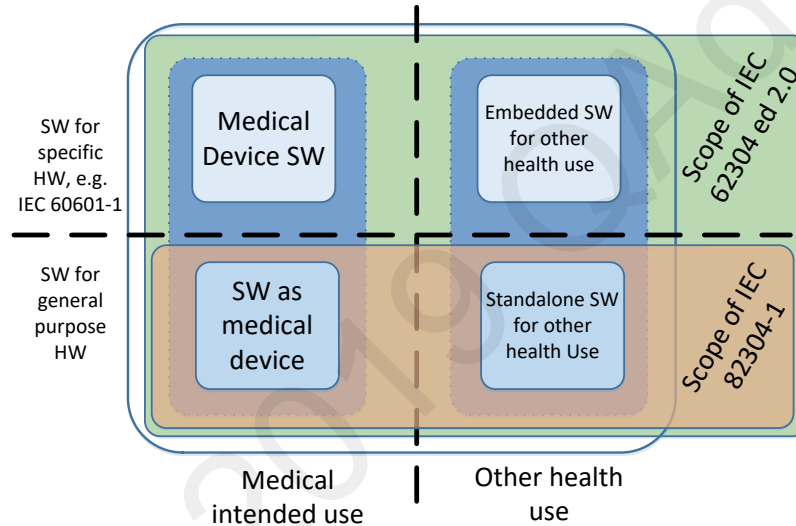 Medical
Device SW
Embedded SW
for other
health use
Scope of IEC
62304 ed 2.0
SW for
specific
HW, e.g.
IEC 60601-1
SW for
general
purpose
HW
SW as
medical
device
Standalone SW
for other
health Use
Scope of IEC
82304-1
Medical
intended use
Other health
use
2019 QAd